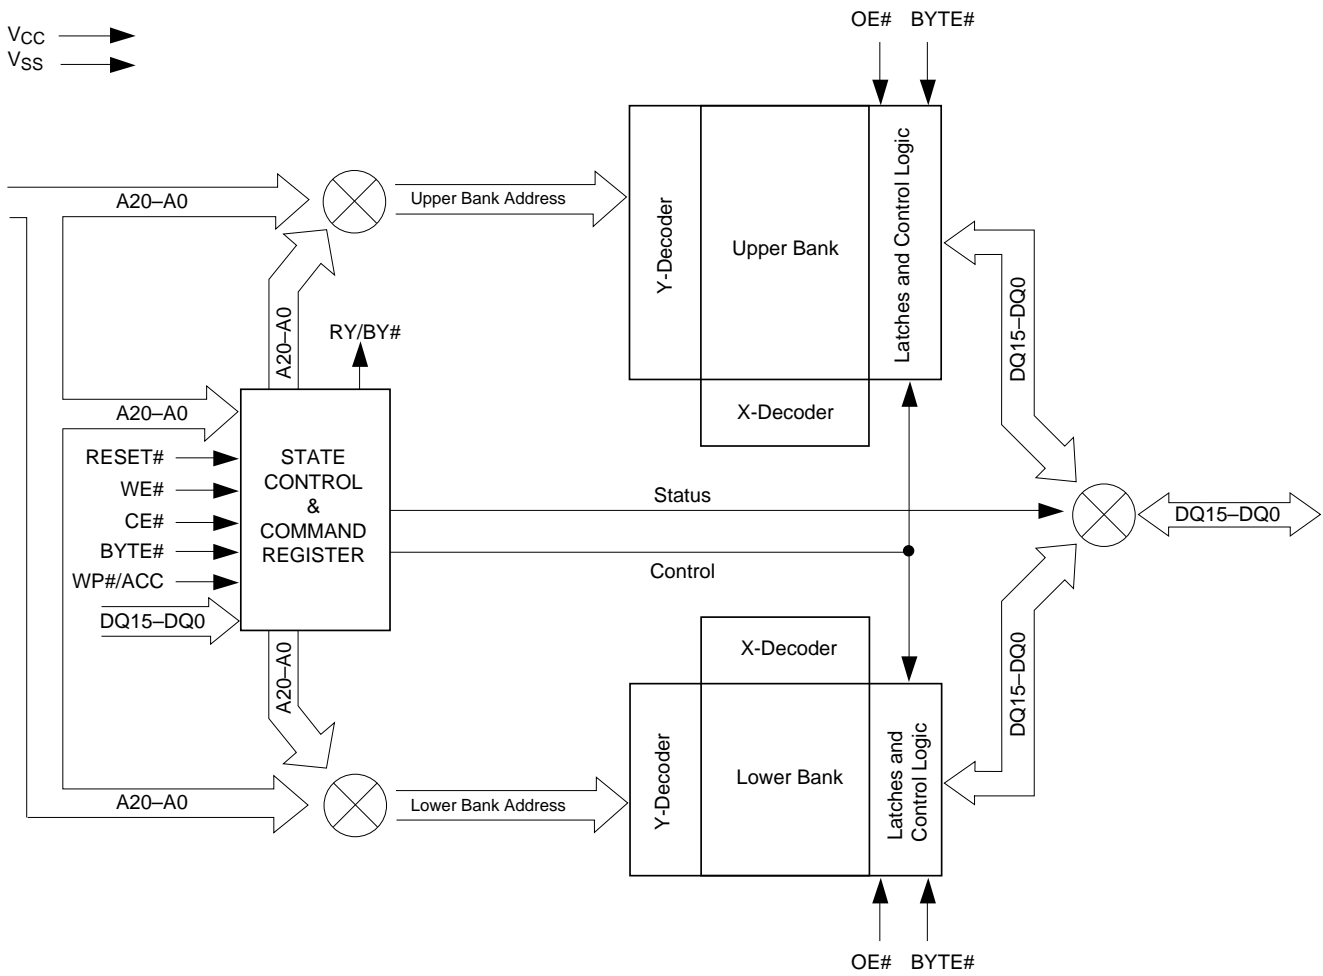 OE# BYTE#
VCC
VSS
A20–A0
Upper Bank Address
Y-Decoder
Upper Bank
Latches and Control Logic
X-Decoder
DQ15–DQ0
A20–A0
RY/BY#
A20–A0
RESET#
WE#
CE#
BYTE#
WP#/ACC
DQ15–DQ0
STATE
CONTROL
&
COMMAND
REGISTER
Status
Control
DQ15–DQ0
A20–A0
X-Decoder
Y-Decoder
Lower Bank
Latches and
Control Logic
DQ15–DQ0
A20–A0
Lower Bank Address
OE# BYTE#